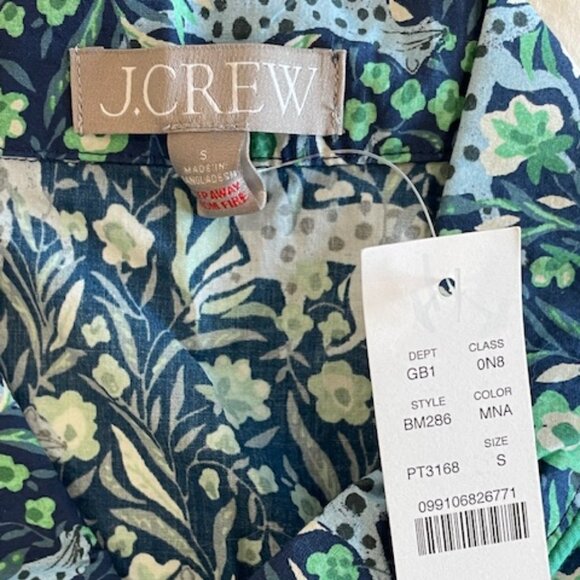 J.CREW
S
MADE IN
BANGLADESH
KEEP AWAY
FROM FIRE
DEPT CLASS
GB1 0N8
STYLE COLOR
BM286 MNA
SIZE
PT3168 S
099106826771